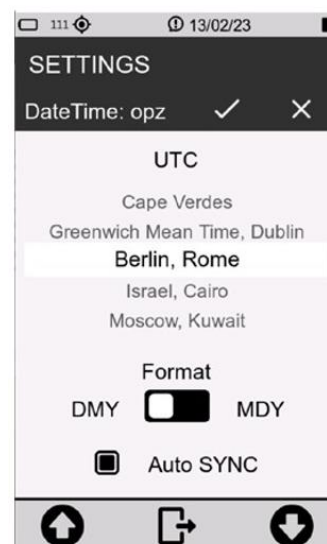 111 13/02/23
SETTINGS
DateTime: opz
UTC
Cape Verdes
Greenwich Mean Time, Dublin
Berlin, Rome
Israel, Cairo
Moscow, Kuwait
Format
DMY MDY
Auto SYNC